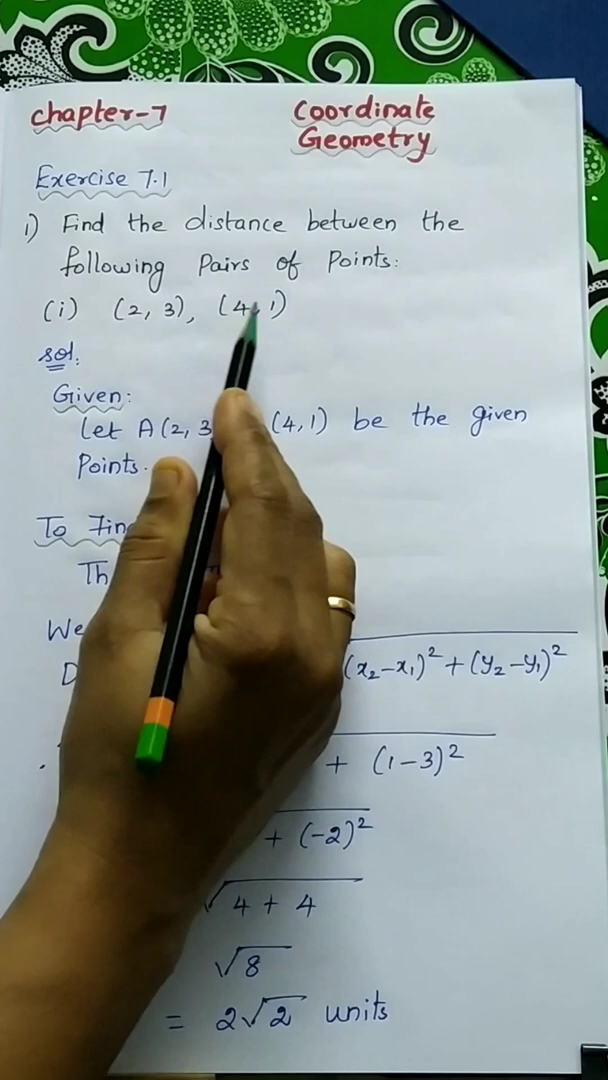 Chapter-7 Coordinate
Geometry
Exercise 7.1
1) Find the distance between the
following Pairs of Points:
(i) (2, 3), (4, 1)
Sol.
Given:
Let A(2, 3 (4, 1) be the given
Points.
To
Th
We
(x₂-x₁)² + (y₂-y₁)²
+ (1-3)²
+ (-2)²
√4 + 4
√8
= 2√2 units